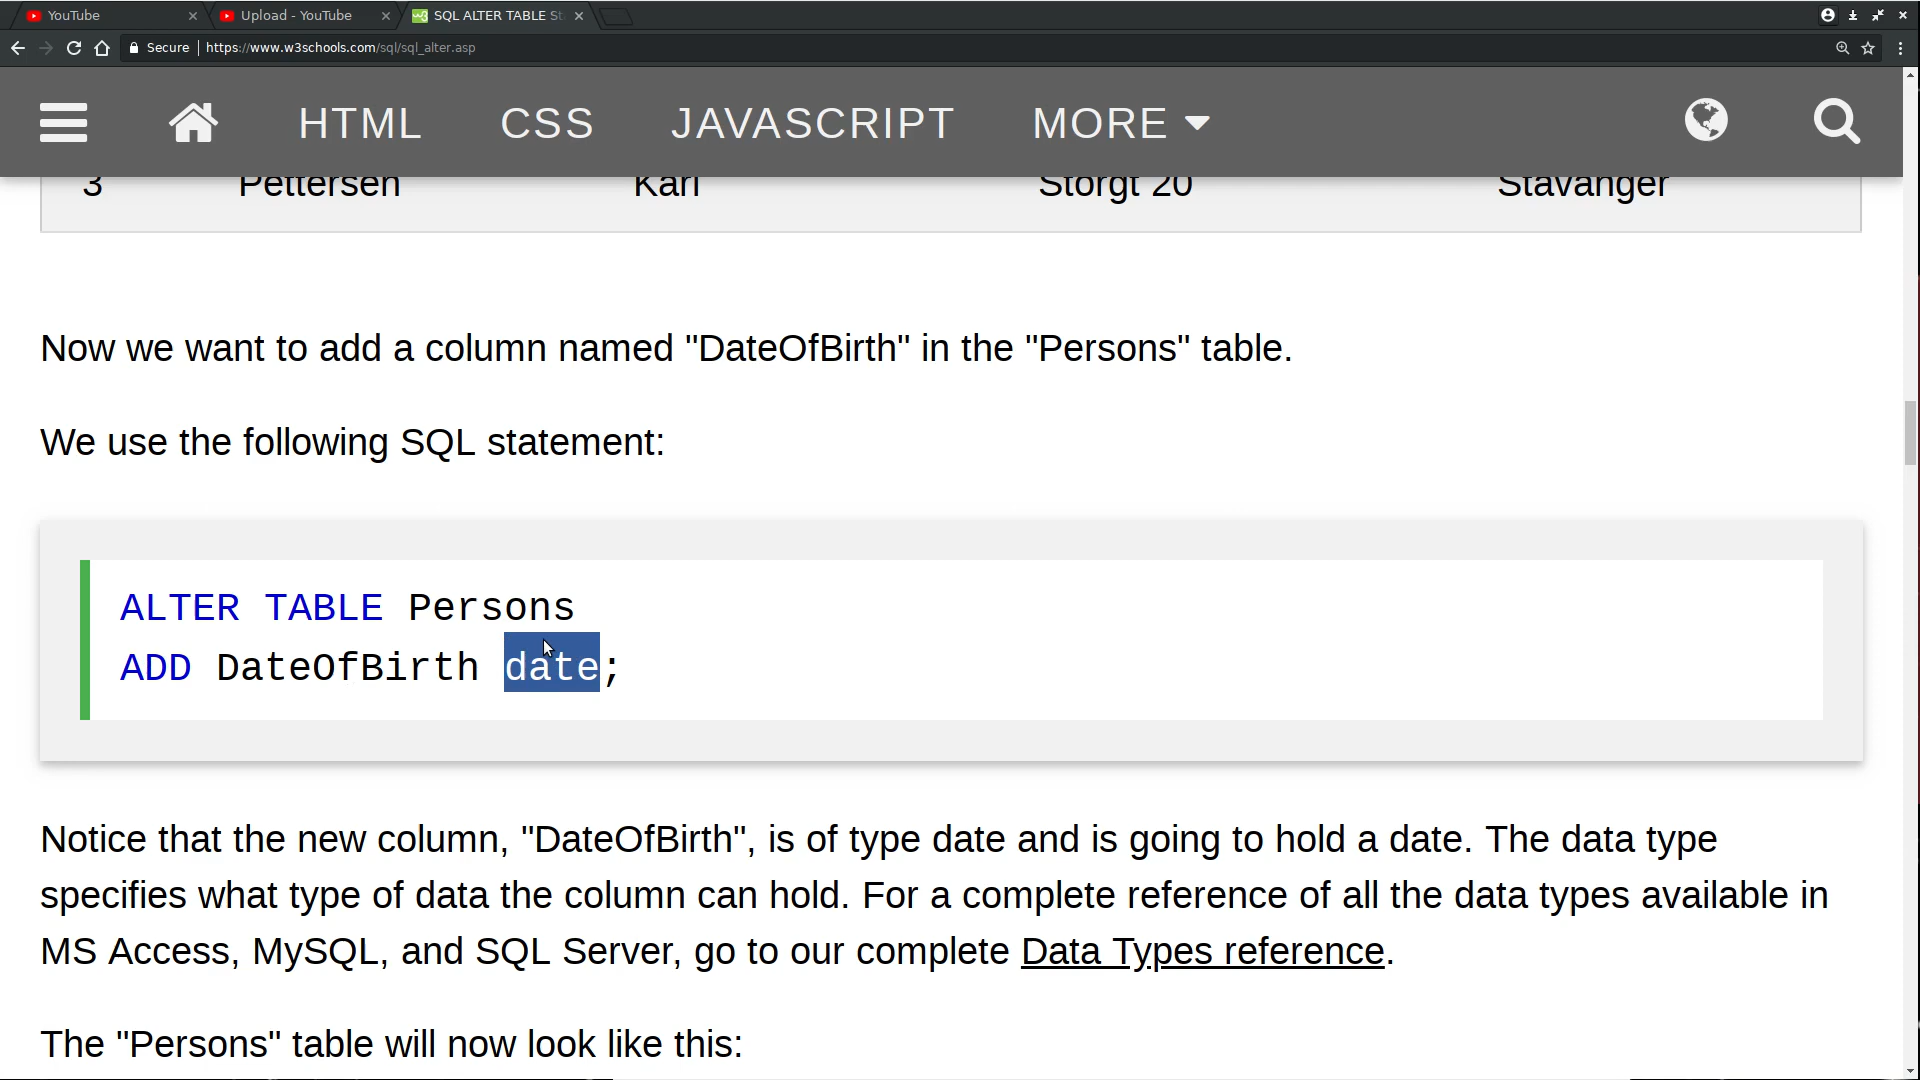 YouTube
Upload - YouTube
SQL ALTER TABLE St
Secure https://www.w3schools.com/sql/sql_alter.asp
HTML CSS JAVASCRIPT MORE
3 Pettersen Kari Storgt 20 Stavanger
Now we want to add a column named "DateOfBirth" in the "Persons" table.
We use the following SQL statement:
ALTER TABLE Persons
ADD DateOfBirth date;
Notice that the new column, "DateOfBirth", is of type date and is going to hold a date. The data type
specifies what type of data the column can hold. For a complete reference of all the data types available in
MS Access, MySQL, and SQL Server, go to our complete Data Types reference.
The "Persons" table will now look like this: